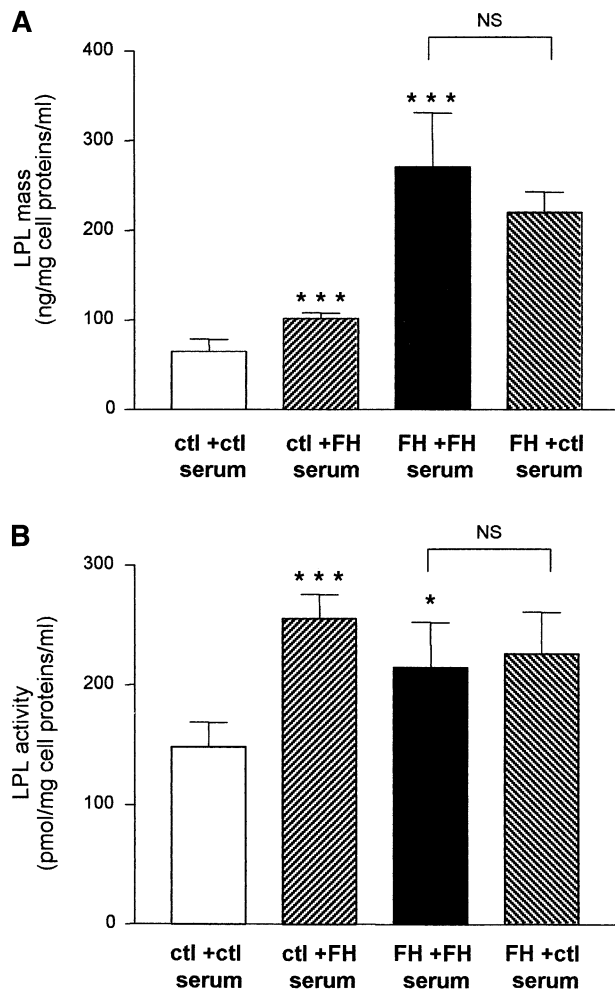 A
NS
400
300
200
100
0
LPL mass
(ng/mg cell proteins/ml)
* * *
* * *
ctl +ctl ctl +FH FH +FH FH +ctl
serum serum serum serum
B
NS
300
200
100
0
LPL activity
(pmol/mg cell proteins/ml)
* * *
*
ctl +ctl ctl +FH FH +FH FH +ctl
serum serum serum serum